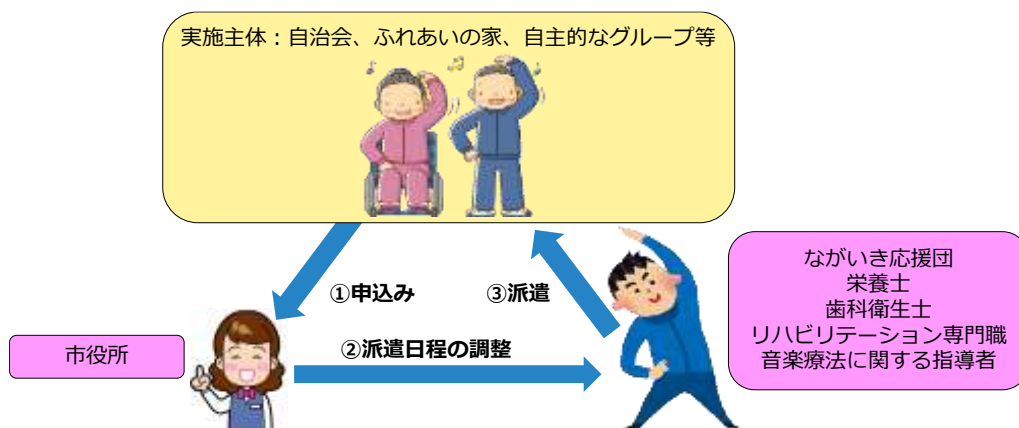 実施主体：自治会、ふれあいの家、自主的なグループ等
①申込み
③派遣
ながいき応援団
栄養士
歯科衛生士
リハビリテーション専門職
音楽療法に関する指導者
市役所
②派遣日程の調整